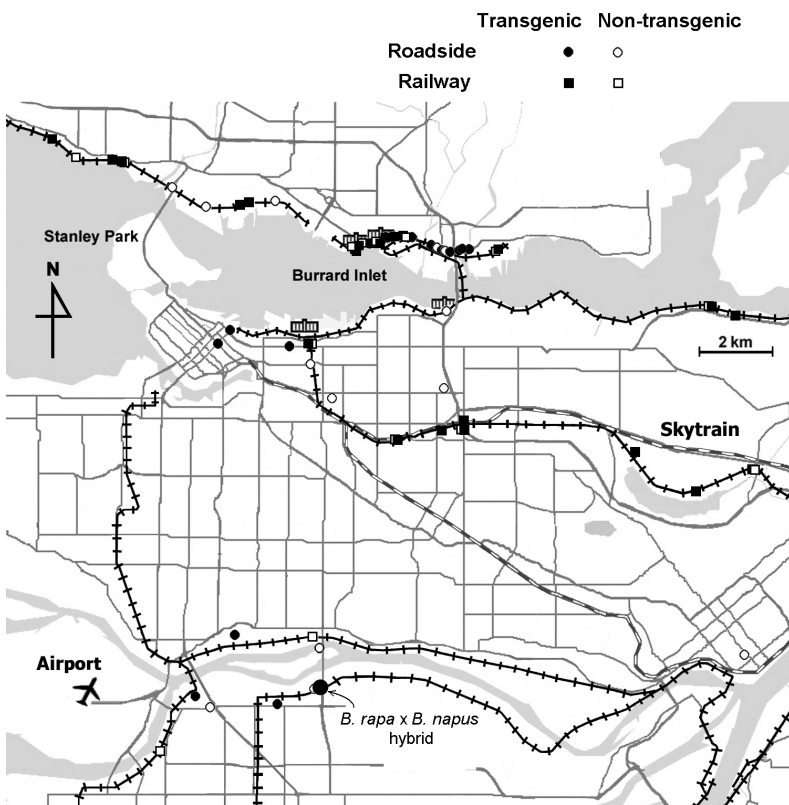 Transgenic Non-transgenic
Roadside
Railway
Stanley Park
N
Burrard Inlet
2 km
Skytrain
Airport
B. rapa x B. napus
hybrid